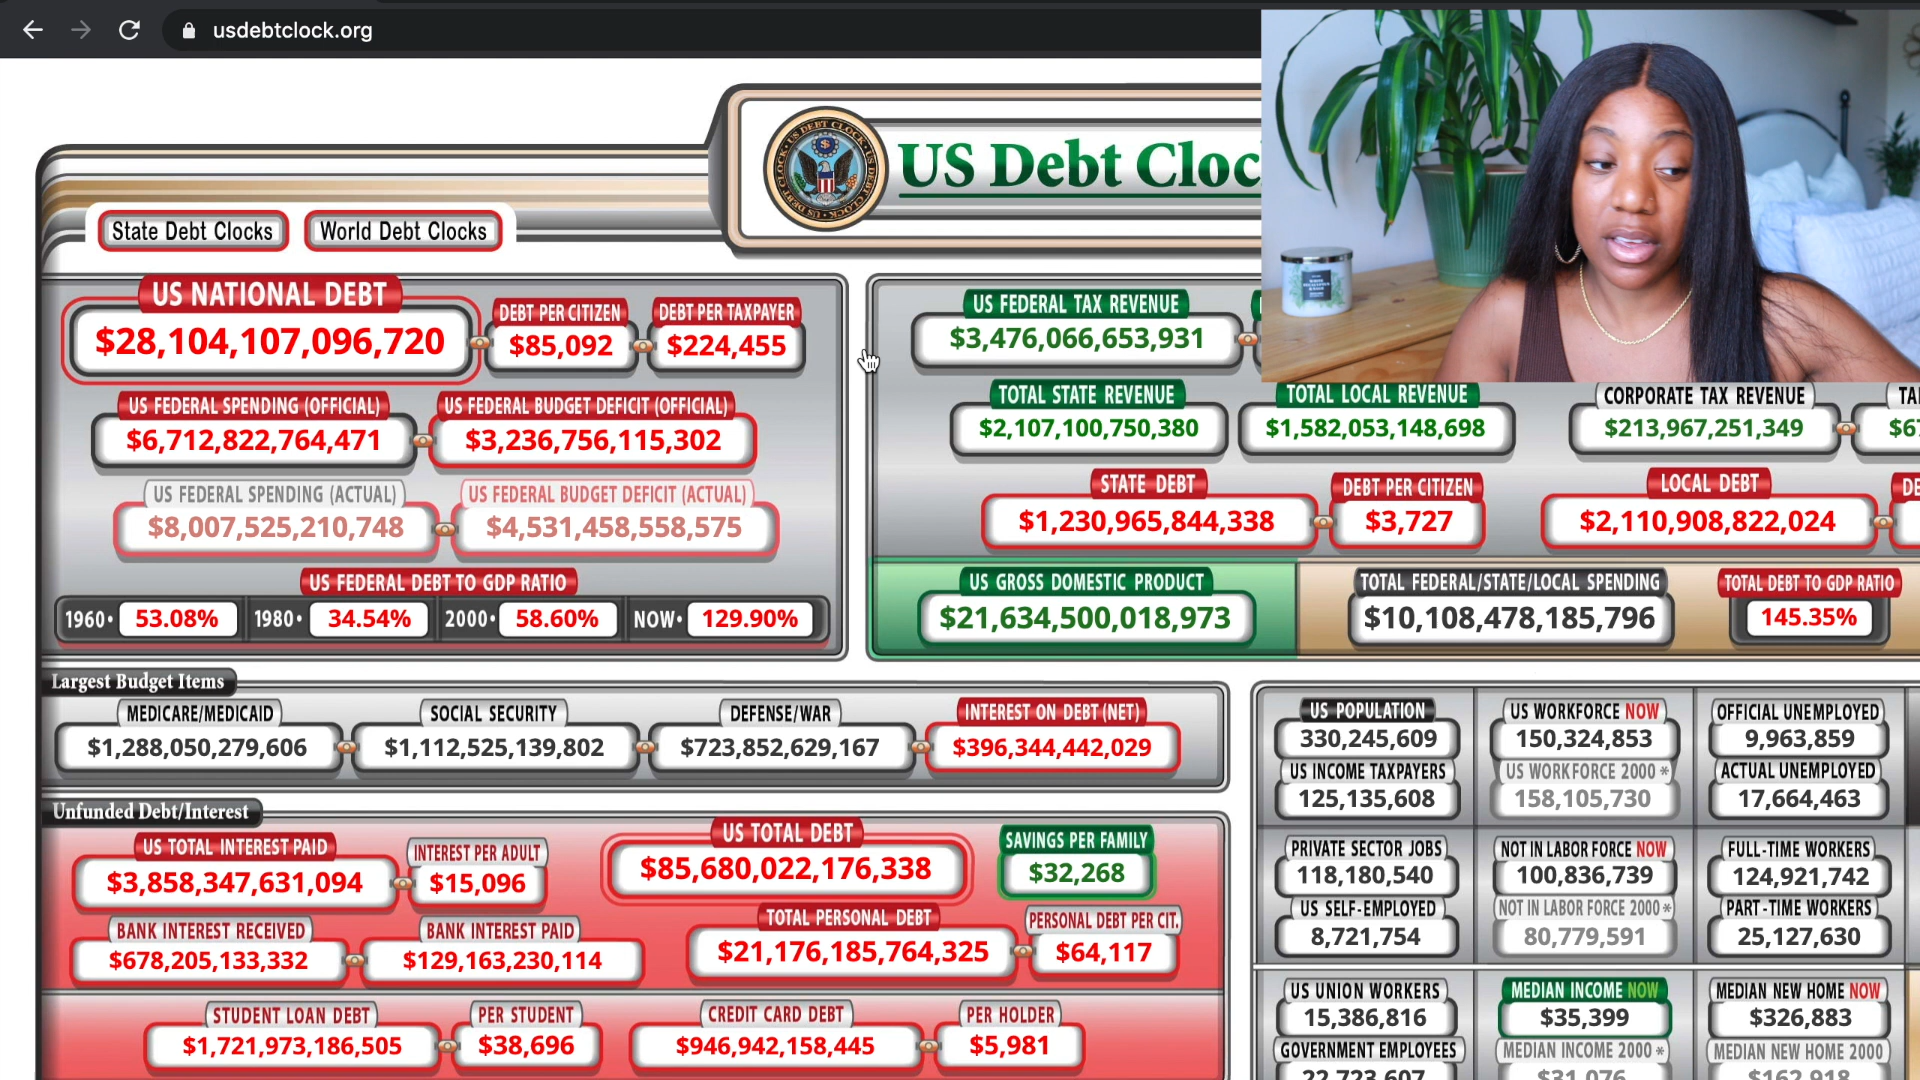 usdebtclock.org
US Debt Cloc
State Debt Clocks
World Debt Clocks
US NATIONAL DEBT
$28,104,107,096,720
DEBT PER CITIZEN
$85,092
DEBT PER TAXPAYER
$224,455
US FEDERAL SPENDING (OFFICIAL)
$6,712,822,764,471
US FEDERAL BUDGET DEFICIT (OFFICIAL)
$3,236,756,115,302
US FEDERAL SPENDING (ACTUAL)
$8,007,525,210,748
US FEDERAL BUDGET DEFICIT (ACTUAL)
$4,531,458,558,575
US FEDERAL DEBT TO GDP RATIO
1960• 53.08% 1980• 34.54% 2000• 58.60% NOW• 129.90%
US FEDERAL TAX REVENUE
$3,476,066,653,931
TOTAL STATE REVENUE
$2,107,100,750,380
TOTAL LOCAL REVENUE
$1,582,053,148,698
CORPORATE TAX REVENUE
$213,967,251,349
TA
$67
STATE DEBT
$1,230,965,844,338
DEBT PER CITIZEN
$3,727
LOCAL DEBT
$2,110,908,822,024
DE
US GROSS DOMESTIC PRODUCT
$21,634,500,018,973
TOTAL FEDERAL/STATE/LOCAL SPENDING
$10,108,478,185,796
TOTAL DEBT TO GDP RATIO
145.35%
Largest Budget Items
MEDICARE/MEDICAID
$1,288,050,279,606
SOCIAL SECURITY
$1,112,525,139,802
DEFENSE/WAR
$723,852,629,167
INTEREST ON DEBT (NET)
$396,344,442,029
Unfunded Debt/Interest
US TOTAL INTEREST PAID
$3,858,347,631,094
INTEREST PER ADULT
$15,096
US TOTAL DEBT
$85,680,022,176,338
SAVINGS PER FAMILY
$32,268
BANK INTEREST RECEIVED
$678,205,133,332
BANK INTEREST PAID
$129,163,230,114
TOTAL PERSONAL DEBT
$21,176,185,764,325
PERSONAL DEBT PER CIT.
$64,117
STUDENT LOAN DEBT
$1,721,973,186,505
PER STUDENT
$38,696
CREDIT CARD DEBT
$946,942,158,445
PER HOLDER
$5,981
US POPULATION
330,245,609
US INCOME TAXPAYERS
125,135,608
US WORKFORCE NOW
150,324,853
US WORKFORCE 2000 *
158,105,730
OFFICIAL UNEMPLOYED
9,963,859
ACTUAL UNEMPLOYED
17,664,463
PRIVATE SECTOR JOBS
118,180,540
US SELF-EMPLOYED
8,721,754
NOT IN LABOR FORCE NOW
100,836,739
NOT IN LABOR FORCE 2000 *
80,779,591
FULL-TIME WORKERS
124,921,742
PART-TIME WORKERS
25,127,630
US UNION WORKERS
15,386,816
GOVERNMENT EMPLOYEES
22,723,607
MEDIAN INCOME NOW
$35,399
MEDIAN INCOME 2000 *
$31,076
MEDIAN NEW HOME NOW
$326,883
MEDIAN NEW HOME 2000
$162,918